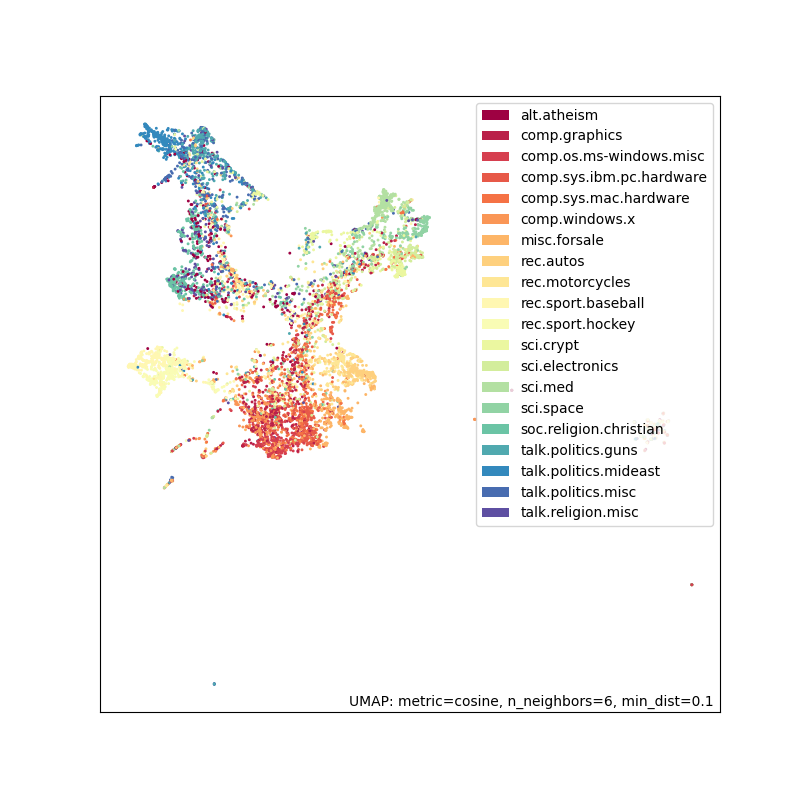 alt.atheism
comp.graphics
comp.os.ms-windows.misc
comp.sys.ibm.pc.hardware
comp.sys.mac.hardware
comp.windows.x
misc.forsale
rec.autos
rec.motorcycles
rec.sport.baseball
rec.sport.hockey
sci.crypt
sci.electronics
sci.med
sci.space
soc.religion.christian
talk.politics.guns
talk.politics.mideast
talk.politics.misc
talk.religion.misc
UMAP: metric=cosine, n_neighbors=6, min_dist=0.1